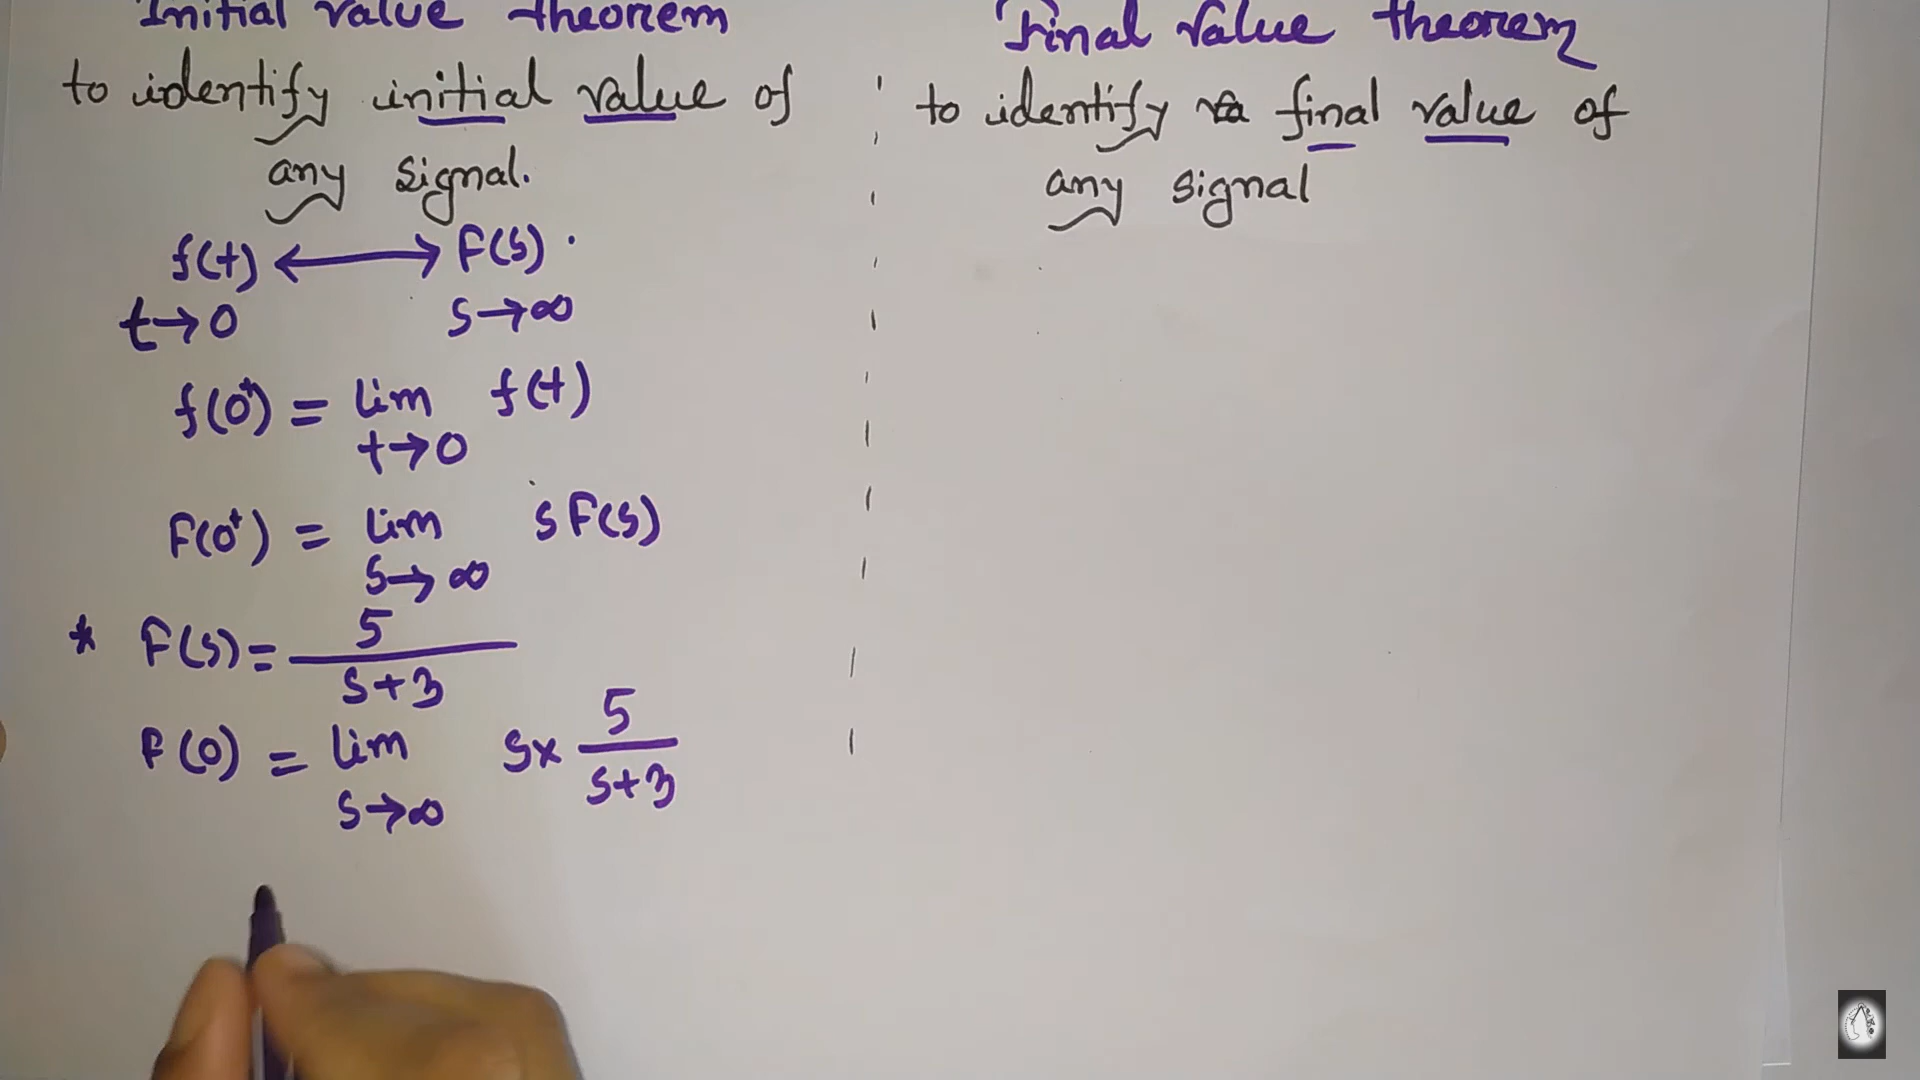 Initial value theorem
to identify initial value of
any signal.
f(t) ⟷ F(s).
t→0 s→∞
f(0⁺) = lim f(t)
t→0
F(0⁺) = lim sF(s)
s→∞
* F(s) = 5
s+3
F(0) = lim s× 5
s→∞ s+3
Final value theorem
to identify va final value of
any signal